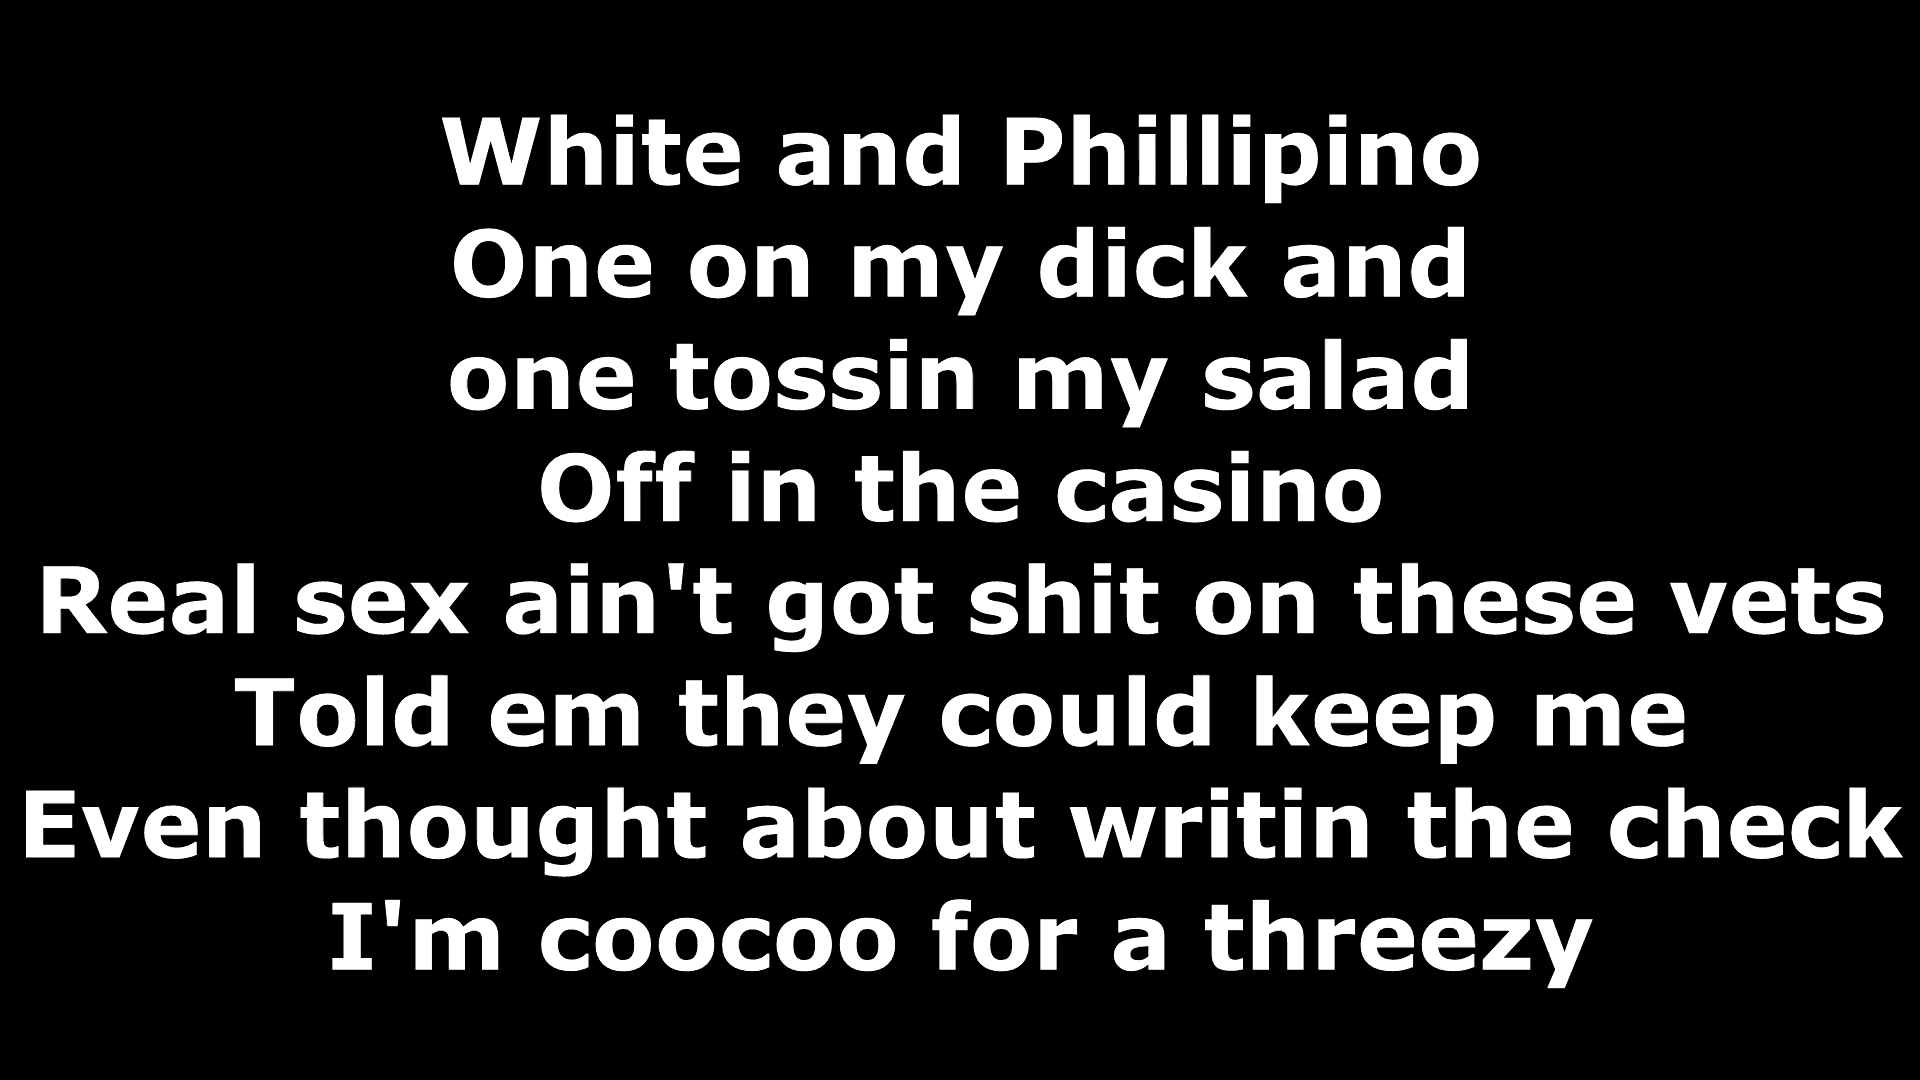 White and Phillipino
One on my dick and
one tossin my salad
Off in the casino
Real sex ain't got shit on these vets
Told em they could keep me
Even thought about writin the check
I'm coocoo for a threezy